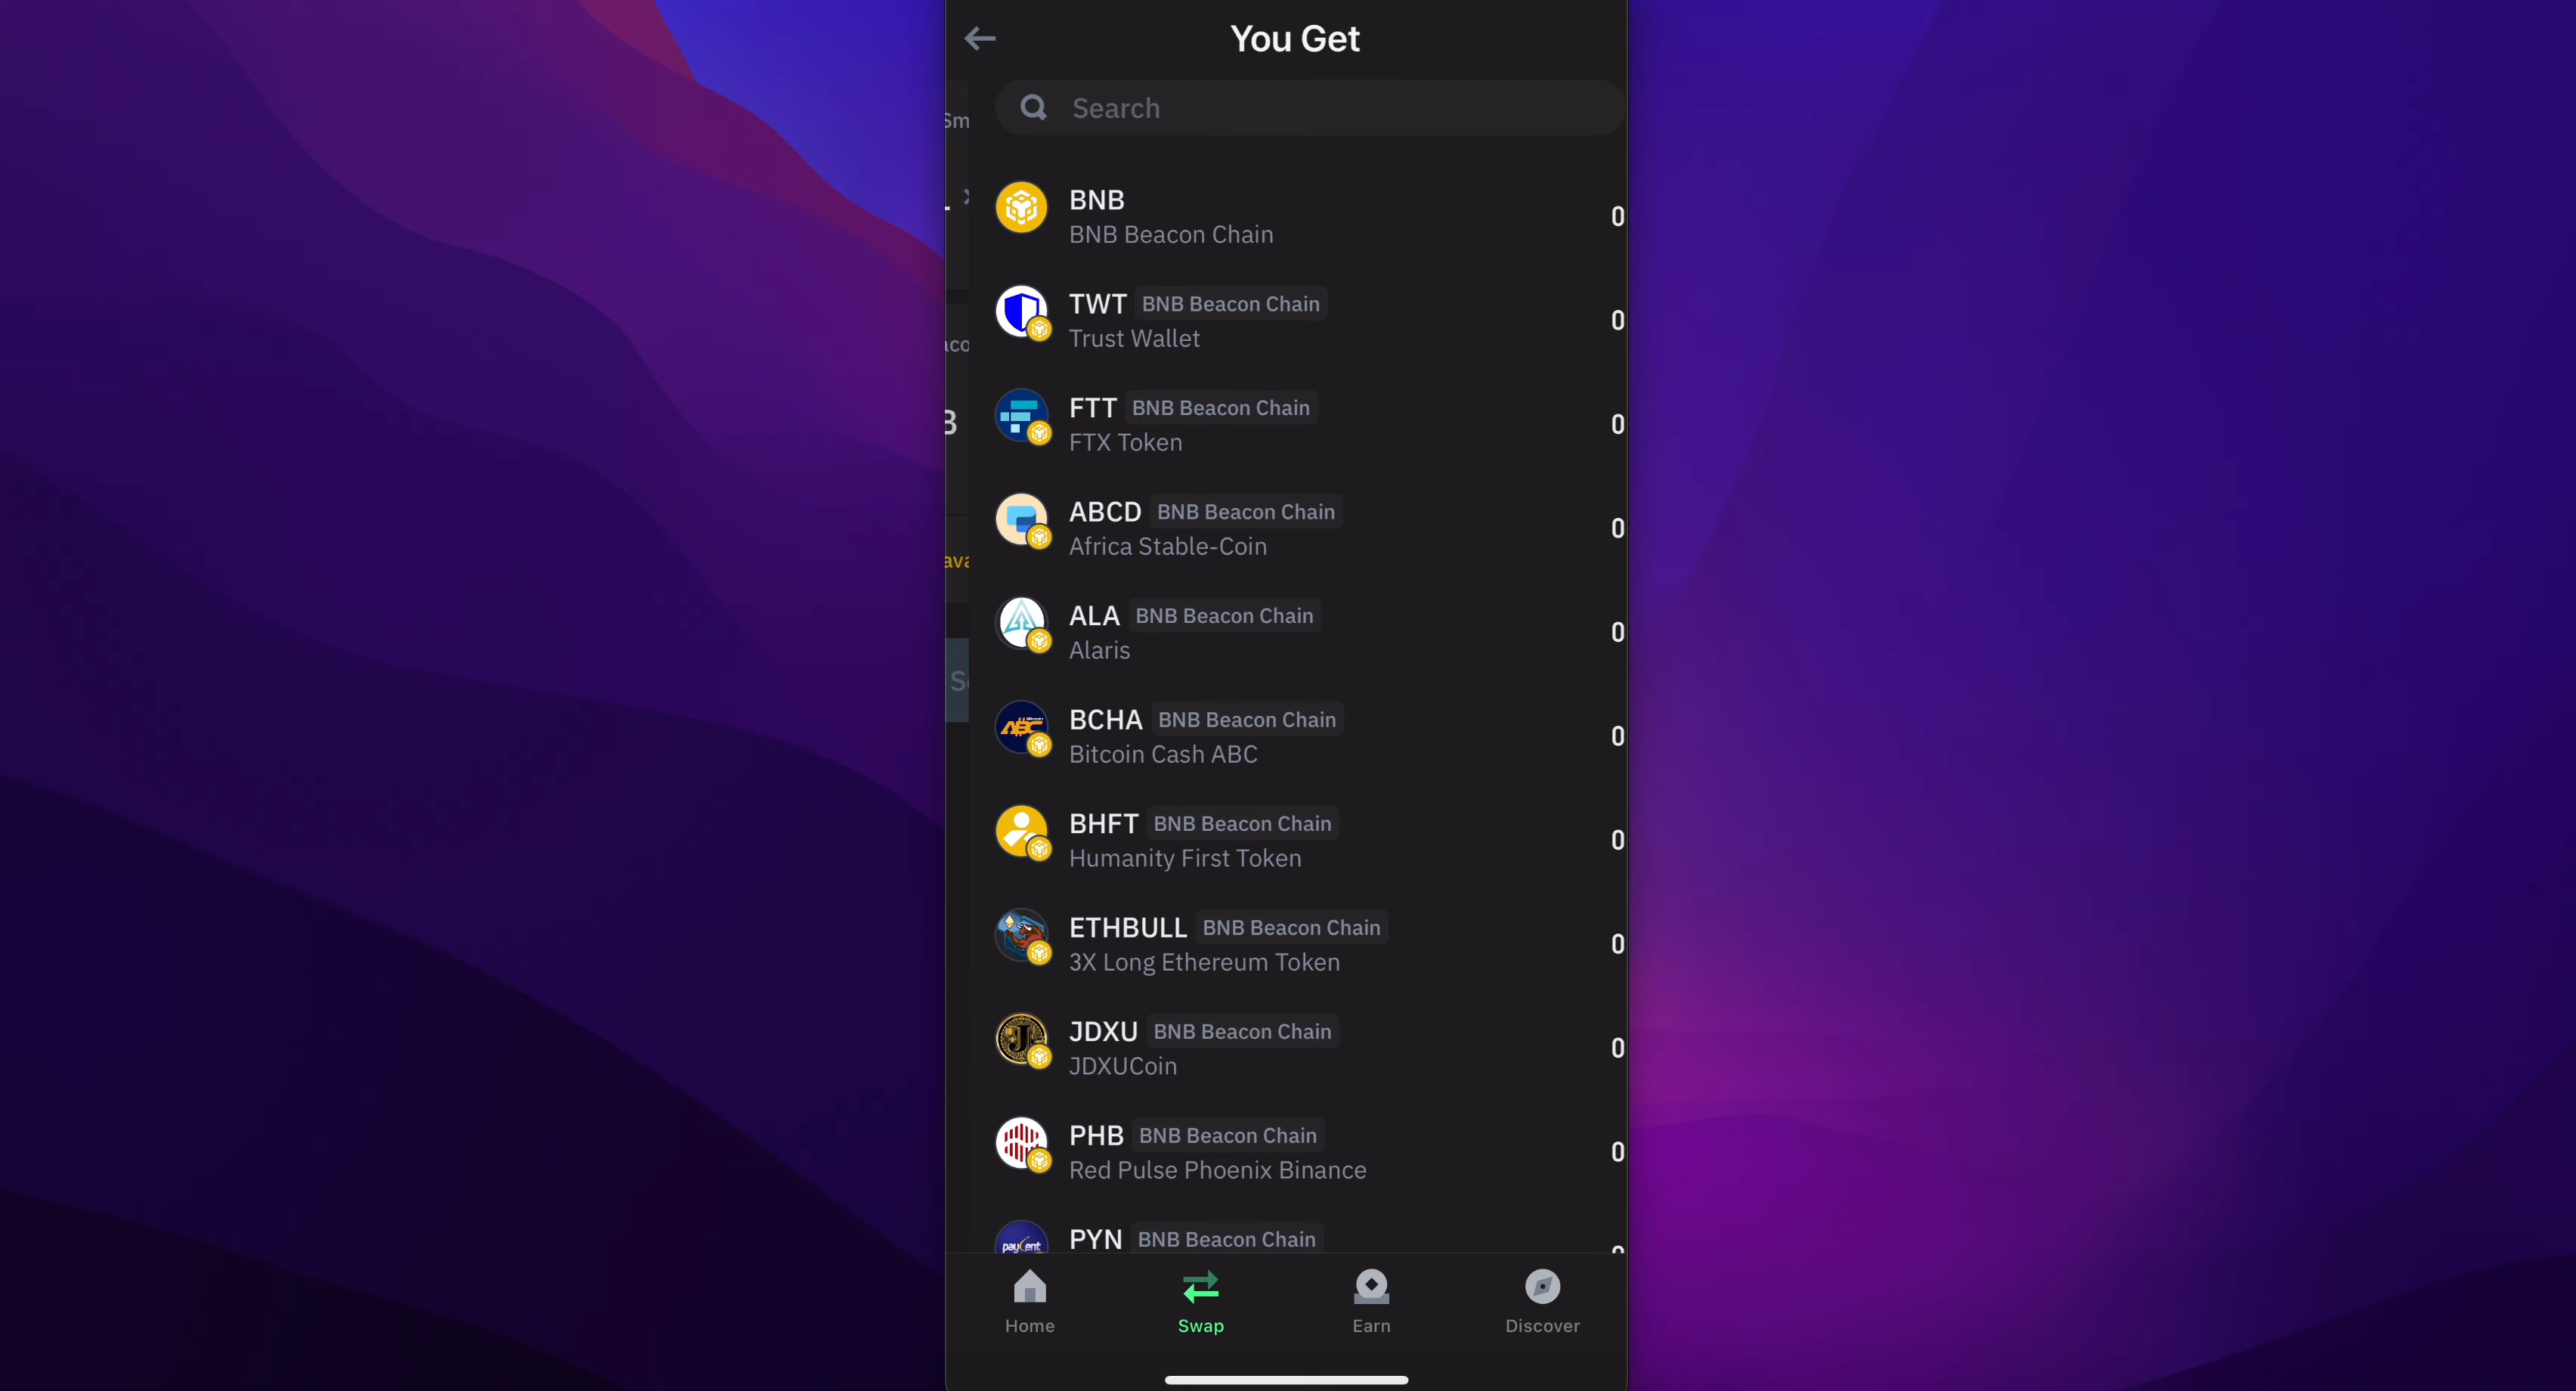 You Get
Search
BNB
BNB Beacon Chain
0
TWT BNB Beacon Chain
Trust Wallet
0
FTT BNB Beacon Chain
FTX Token
0
ABCD BNB Beacon Chain
Africa Stable-Coin
0
ALA BNB Beacon Chain
Alaris
0
BCHA BNB Beacon Chain
Bitcoin Cash ABC
0
BHFT BNB Beacon Chain
Humanity First Token
0
ETHBULL BNB Beacon Chain
3X Long Ethereum Token
0
JDXU BNB Beacon Chain
JDXUCoin
0
PHB BNB Beacon Chain
Red Pulse Phoenix Binance
0
PYN BNB Beacon Chain
Home
Swap
Earn
Discover